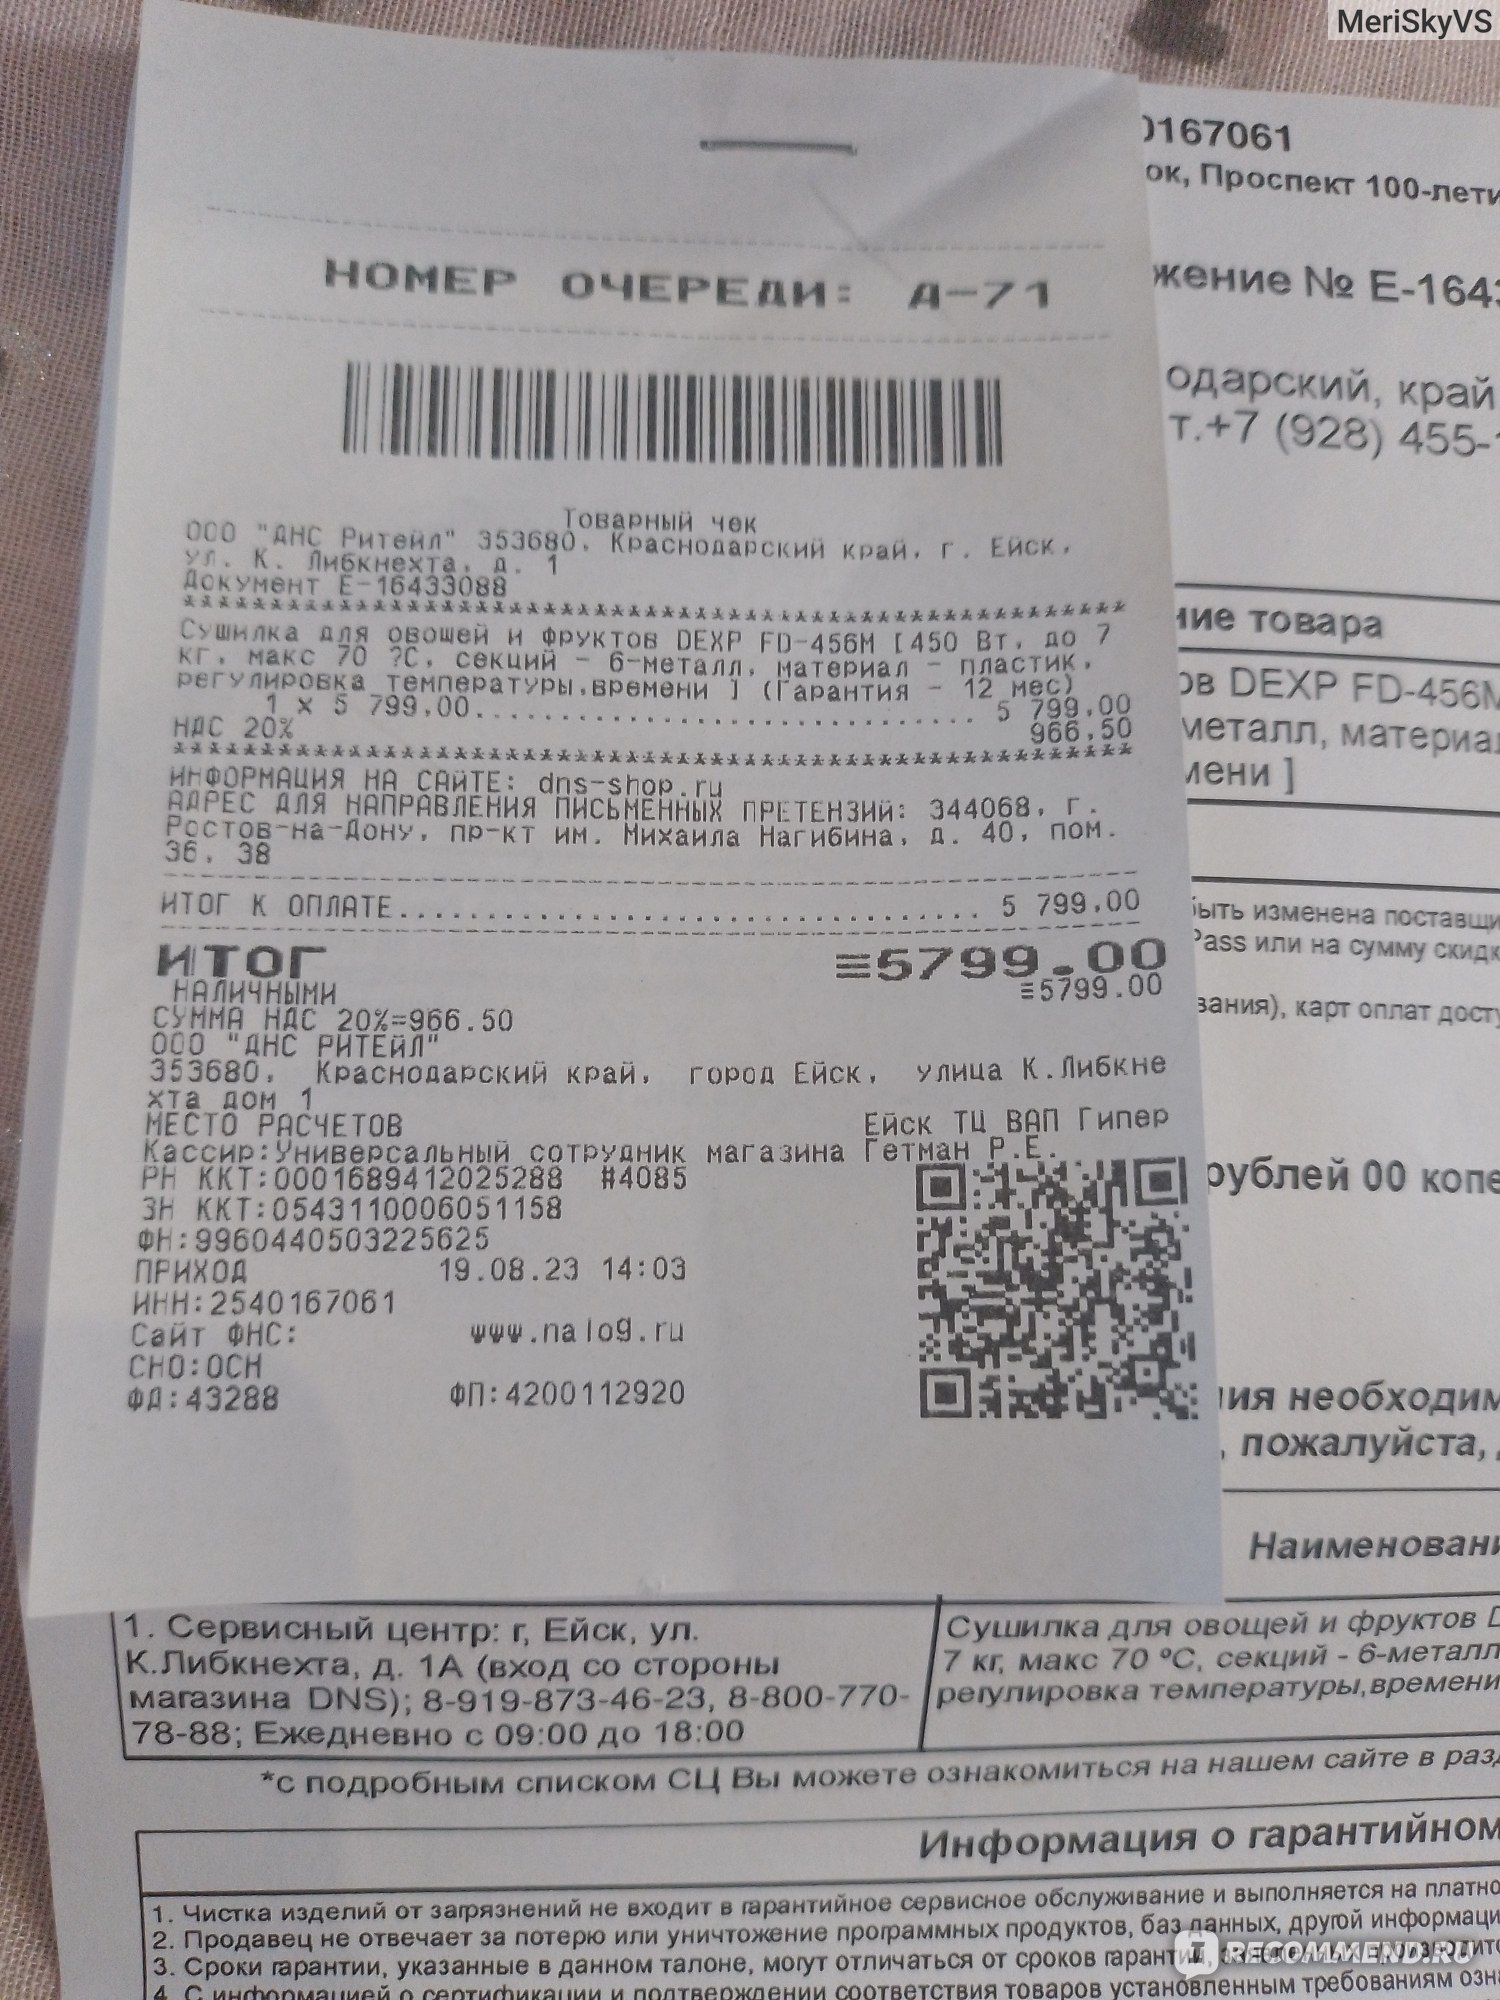 MeriSkyVS
0167061
ок, Проспект 100-лети
НОМЕР ОЧЕРЕДИ: Д-71
жение № Е-1643
одарский, край
т.+7 (928) 455-
Товарный чек
ООО "ДНС Ритейл" 353680, Краснодарский край, г. Ейск,
ул. К. Либкнехта, д. 1
Документ Е-16433088
Сушилка для овощей и фруктов DEXP FD-456M [450 Вт, до 7
кг, макс 70 ?С, секций - 6-металл, материал - пластик,
регулировка температуры,времени ] (Гарантия - 12 мес)
1 x 5 799.00................................ 5 799.00
НДС 20% 966.50
ИНФОРМАЦИЯ НА САЙТЕ: dns-shop.ru
АДРЕС ДЛЯ НАПРАВЛЕНИЯ ПИСЬМЕННЫХ ПРЕТЕНЗИЙ: 344068, г.
Ростов-на-Дону, пр-кт им. Михаила Нагибина, д. 40, пом.
36, 38
ИТОГ К ОПЛАТЕ............................... 5 799.00
ИТОГ ≡5799.00
НАЛИЧНЫМИ ≡5799.00
СУММА НДС 20%=966.50
ООО "ДНС РИТЕЙЛ"
353680, Краснодарский край, город Ейск, улица К.Либкне
хта дом 1
МЕСТО РАСЧЕТОВ Ейск ТЦ ВАП Гипер
Кассир:Универсальный сотрудник магазина Гетман Р.Е.
РН ККТ:0001689412025288 #4085
ЗН ККТ:0543110006051158
ФН:9960440503225625
ПРИХОД 19.08.23 14:03
ИНН:2540167061
Сайт ФНС: www.nalog.ru
СНО:ОСН
ФД:43288 ФП:4200112920
ние товара
ов DEXP FD-456M
металл, материал
мени ]
быть изменена поставщи
Pass или на сумму скидк
вания), карт оплат досту
рублей 00 копе
ния необходим
, пожалуйста,
Наименовани
1. Сервисный центр: г, Ейск, ул.
К.Либкнехта, д. 1А (вход со стороны
магазина DNS); 8-919-873-46-23, 8-800-770-
78-88; Ежедневно с 09:00 до 18:00
Сушилка для овощей и фруктов D
7 кг, макс 70 ºC, секций - 6-металл
регулировка температуры,времени
*с подробным списком СЦ Вы можете ознакомиться на нашем сайте в разд
Информация о гарантийном
1. Чистка изделий от загрязнений не входит в гарантийное сервисное обслуживание и выполняется на платно
2. Продавец не отвечает за потерю или уничтожение программных продуктов, баз данных, другой информаци
3. Сроки гарантии, указанные в данном талоне, могут отличаться от сроков гарантии,
4. С информацией о сертификации и подтверждении соответствия товаров установленным требованиям озн
RECOMMEND.RU